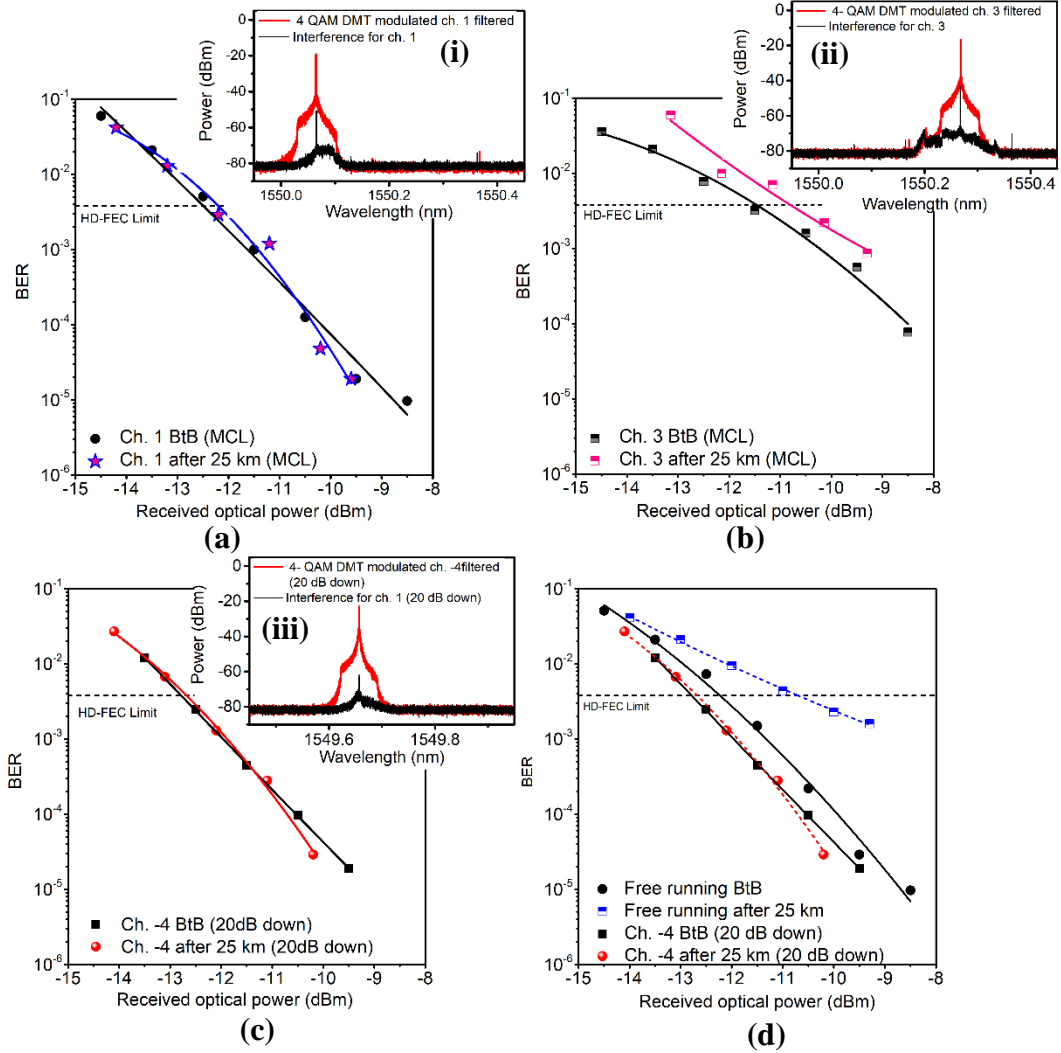 4 QAM DMT modulated ch. 1 filtered
Interference for ch. 1
(i)
Power (dBm)
0
-20
-40
-60
-80
1550.0
1550.2
1550.4
Wavelength (nm)
10-1
10-2
10-3
10-4
10-5
10-6
BER
HD-FEC Limit
Ch. 1 BtB (MCL)
Ch. 1 after 25 km (MCL)
-15 -14 -13 -12 -11 -10 -9 -8
Received optical power (dBm)
(a)
4- QAM DMT modulated ch. 3 filtered
Interference for ch. 3
(ii)
Power (dBm)
0
-20
-40
-60
-80
1550.0
1550.2
1550.4
Wavelength (nm)
10-1
10-2
10-3
10-4
10-5
10-6
BER
HD-FEC Limit
Ch. 3 BtB (MCL)
Ch. 3 after 25 km (MCL)
-15 -14 -13 -12 -11 -10 -9 -8
Received optical power (dBm)
(b)
4- QAM DMT modulated ch. -4filtered
(20 dB down)
Interference for ch. 1 (20 dB down)
(iii)
Power (dBm)
0
-20
-40
-60
-80
1549.6
1549.8
Wavelength (nm)
10-1
10-2
10-3
10-4
10-5
10-6
BER
HD-FEC Limit
Ch. -4 BtB (20dB down)
Ch. -4 after 25 km (20dB down)
-15 -14 -13 -12 -11 -10 -9 -8
Received optical power (dBm)
(c)
10-1
10-2
10-3
10-4
10-5
10-6
BER
HD-FEC Limit
Free running BtB
Free running after 25 km
Ch. -4 BtB (20 dB down)
Ch. -4 after 25 km (20 dB down)
-15 -14 -13 -12 -11 -10 -9 -8
Received optical power (dBm)
(d)